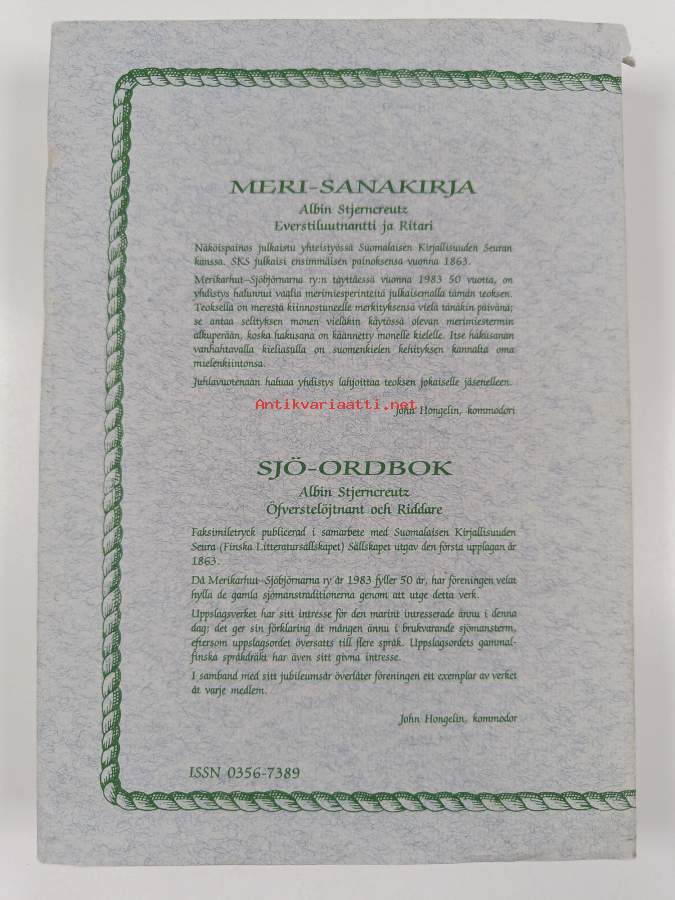 MERI-SANAKIRJA
Albin Stjerncreutz
Everstiluutnantti ja Ritari
Näköispainos julkaistu yhteistyössä Suomalaisen Kirjallisuuden Seuran
kanssa. SKS julkaisi ensimmäisen painoksensa vuonna 1863.
Merikarhut–Sjöbjörnarna ry:n täyttäessä vuonna 1983 50 vuotta, on
yhdistys halunnut vaalia merimiesperinteitä julkaisemalla tämän teoksen.
Teoksella on merestä kiinnostuneelle merkityksensä vielä tänäkin päivänä;
se antaa selityksen monen vieläkin käytössä olevan merimiestermin
alkuperään, koska hakusana on käännetty monelle kielelle. Itse hakusanan
vanhahtavalla kieliasulla on suomenkielen kehityksen kannalta oma
mielenkiintonsa.
Juhlavuotenaan haluaa yhdistys lahjoittaa teoksen jokaiselle jäsenelleen.
Antikvariaatti.net
John Hongelin, kommodori
SJÖ-ORDBOK
Albin Stjerncreutz
Öfverstelöjtnant och Riddare
Faksimiletryck publicerad i samarbete med Suomalaisen Kirjallisuuden
Seura (Finska Litteratursällskapet) Sällskapet utgav den första upplagan år
1863.
Då Merikarhut–Sjöbjörnarna ry år 1983 fyller 50 år, har föreningen velat
hylla de gamla sjömanstraditionerna genom att utge detta verk.
Uppslagsverket har sitt intresse för den marint intresserade ännu i denna
dag; det ger sin förklaring åt mången ännu i brukvarande sjömansterm,
eftersom uppslagsordet översatts till flere språk. Uppslagsordets gammal-
finska språkdräkt har även sitt givna intresse.
I samband med sitt jubileumsår överlåter föreningen ett exemplar av verket
åt varje medlem.
John Hongelin, kommodor
ISSN 0356-7389